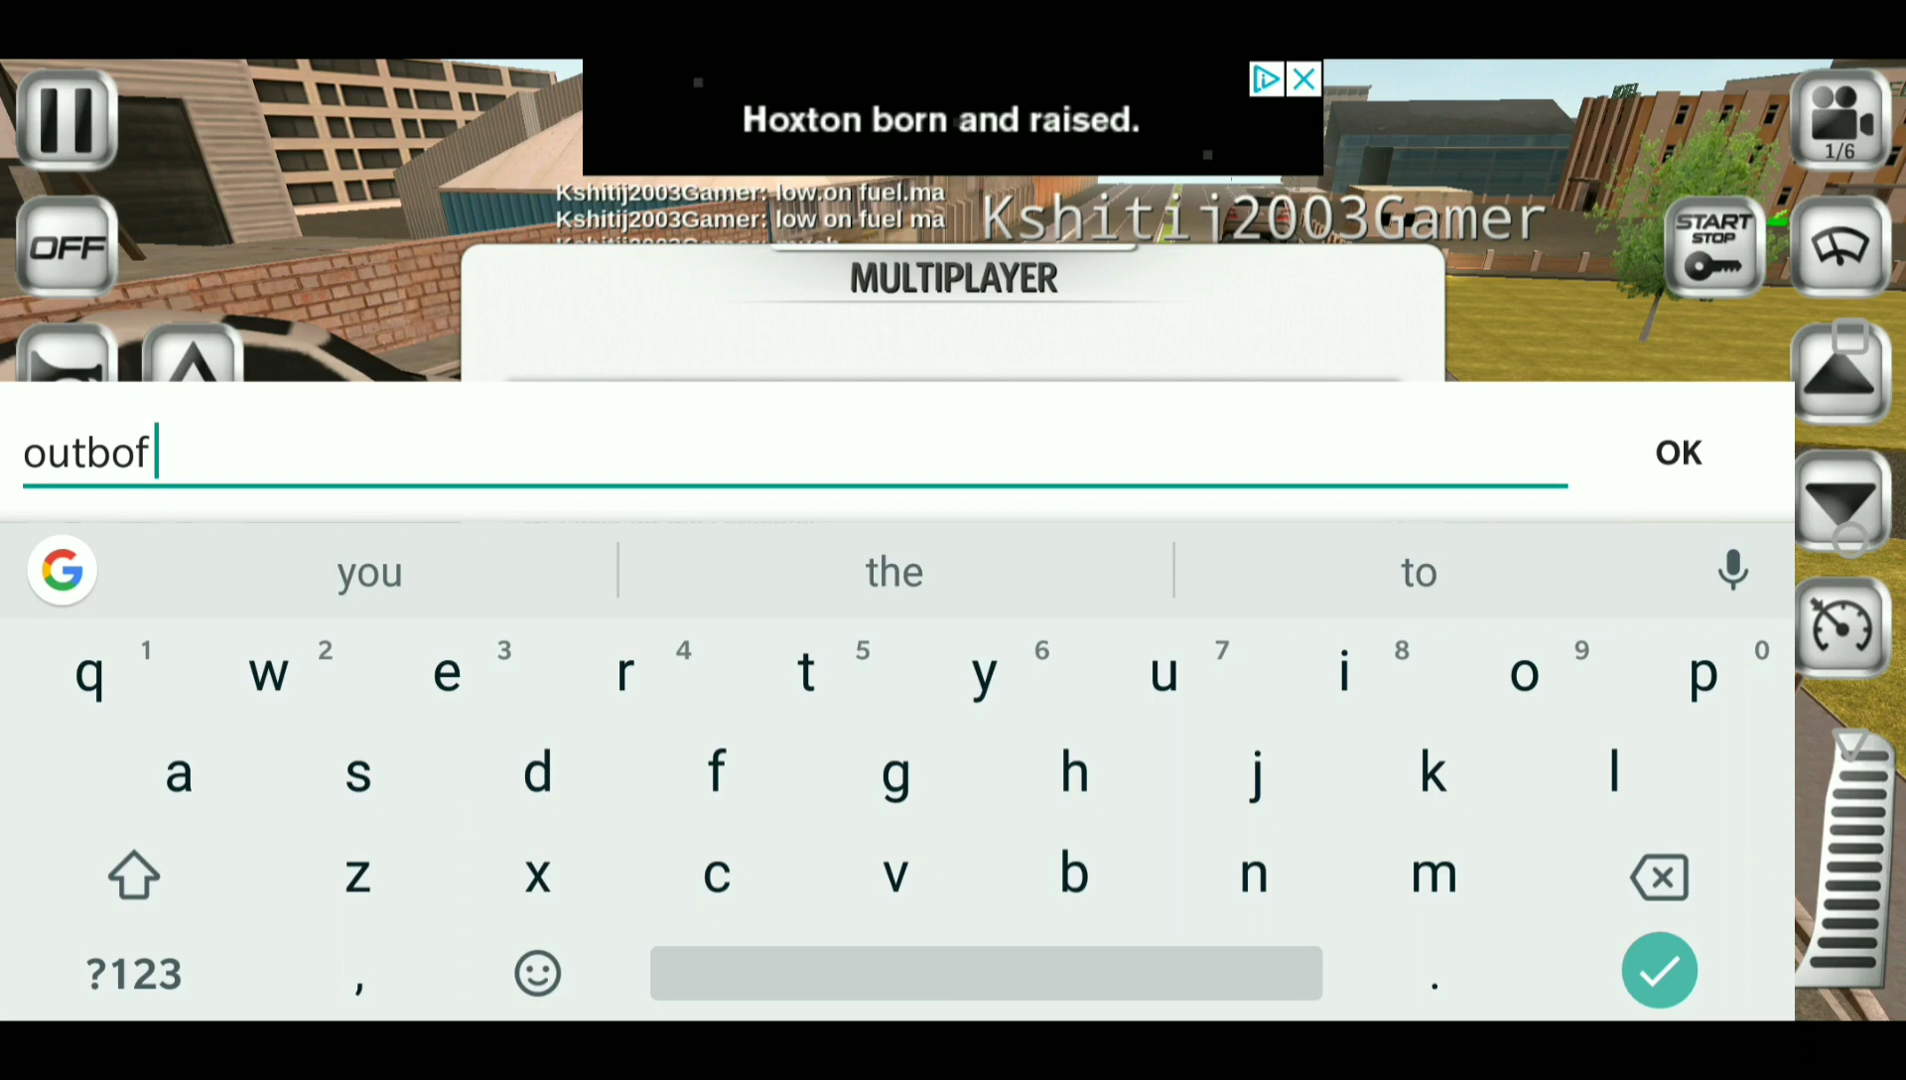 Hoxton born and raised.
1/6
Kshitij2003Gamer: low.on fuel.ma
Kshitij2003Gamer: low on fuel ma
Kshitij2003Gamer
OFF
START
STOP
MULTIPLAYER
outbof
OK
you the to
q 1 w 2 e 3 r 4 t 5 y 6 u 7 i 8 o 9 p 0
a s d f g h j k l
z x c v b n m
?123 , .